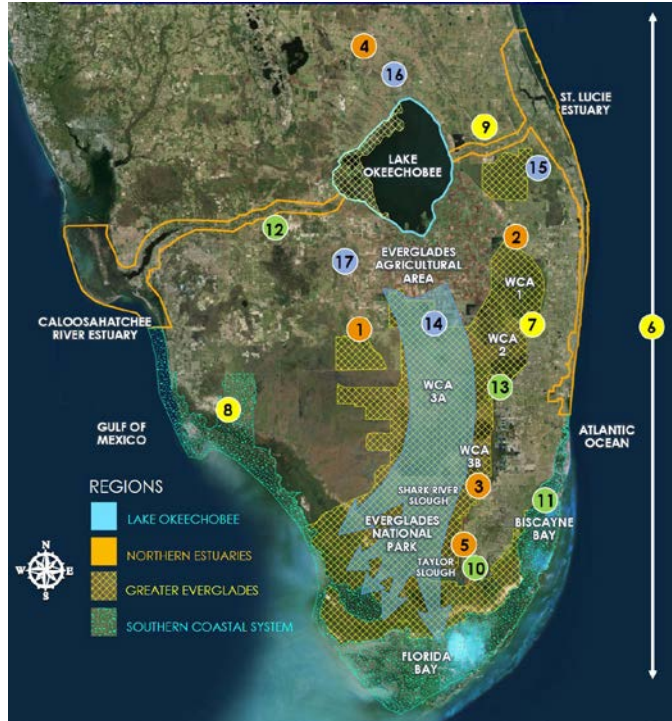 4
16
ST. LUCIE
ESTUARY
9
LAKE
OKEECHOBEE
15
12
2
17
EVERGLADES
AGRICULTURAL
AREA
WCA
1
CALOOSAHATCHEE
RIVER ESTUARY
1
14
7
6
WCA
2
WCA
3A
13
8
GULF OF
MEXICO
ATLANTIC
OCEAN
WCA
3B
REGIONS
LAKE OKEECHOBEE
NORTHERN ESTUARIES
GREATER EVERGLADES
SOUTHERN COASTAL SYSTEM
N
W
E
S
3
SHARK RIVER
SLOUGH
11
BISCAYNE
BAY
EVERGLADES
NATIONAL
PARK
5
TAYLOR
SLOUGH
10
FLORIDA
BAY